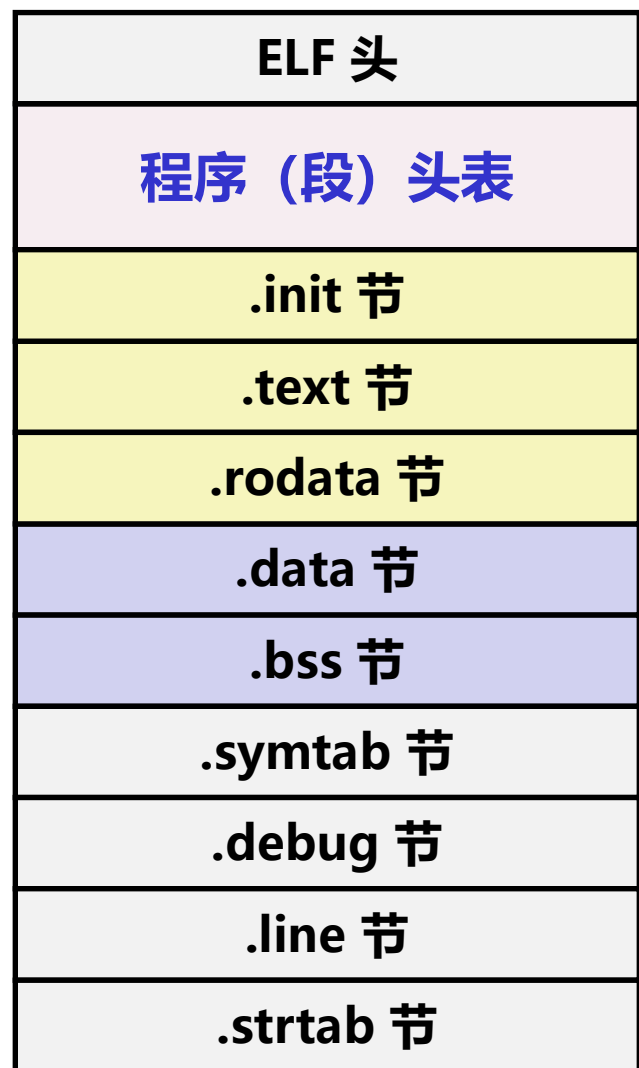 ELF 头
程序（段）头表
.init 节
.text 节
.rodata 节
.data 节
.bss 节
.symtab 节
.debug 节
.line 节
.strtab 节